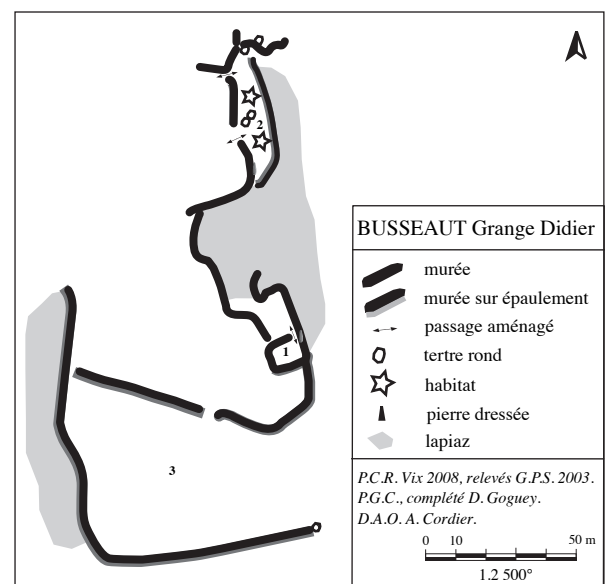 2
1
3
BUSSEAUT Grange Didier
murée
murée sur épaulement
passage aménagé
tertre rond
habitat
pierre dressée
lapiaz
P.C.R. Vix 2008, relevés G.P.S. 2003.
P.G.C., complété D. Goguey.
D.A.O. A. Cordier.
0 10 50 m
1.2 500°